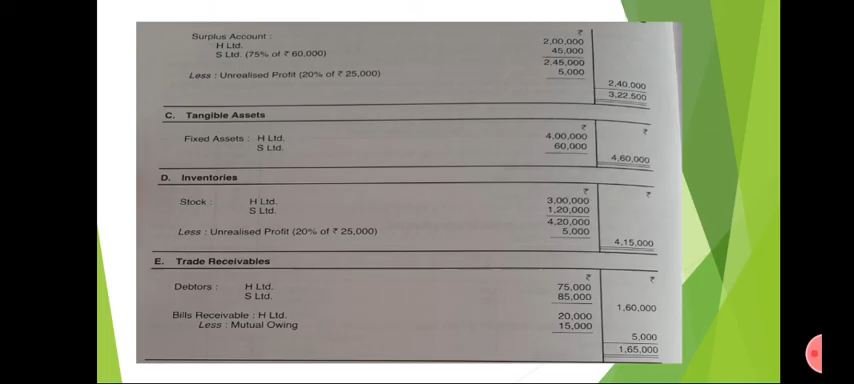 ₹
Surplus Account :
H Ltd. 2,00,000
S Ltd. (75% of ₹ 60,000) 45,000
2,45,000
Less : Unrealised Profit (20% of ₹ 25,000) 5,000
2,40,000
3,22,500
C. Tangible Assets
₹ ₹
Fixed Assets : H Ltd. 4,00,000
S Ltd. 60,000
4,60,000
D. Inventories
₹ ₹
Stock : H Ltd. 3,00,000
S Ltd. 1,20,000
4,20,000
Less : Unrealised Profit (20% of ₹ 25,000) 5,000
4,15,000
E. Trade Receivables
₹ ₹
Debtors : H Ltd. 75,000
S Ltd. 85,000
1,60,000
Bills Receivable : H Ltd. 20,000
Less : Mutual Owing 15,000
5,000
1,65,000